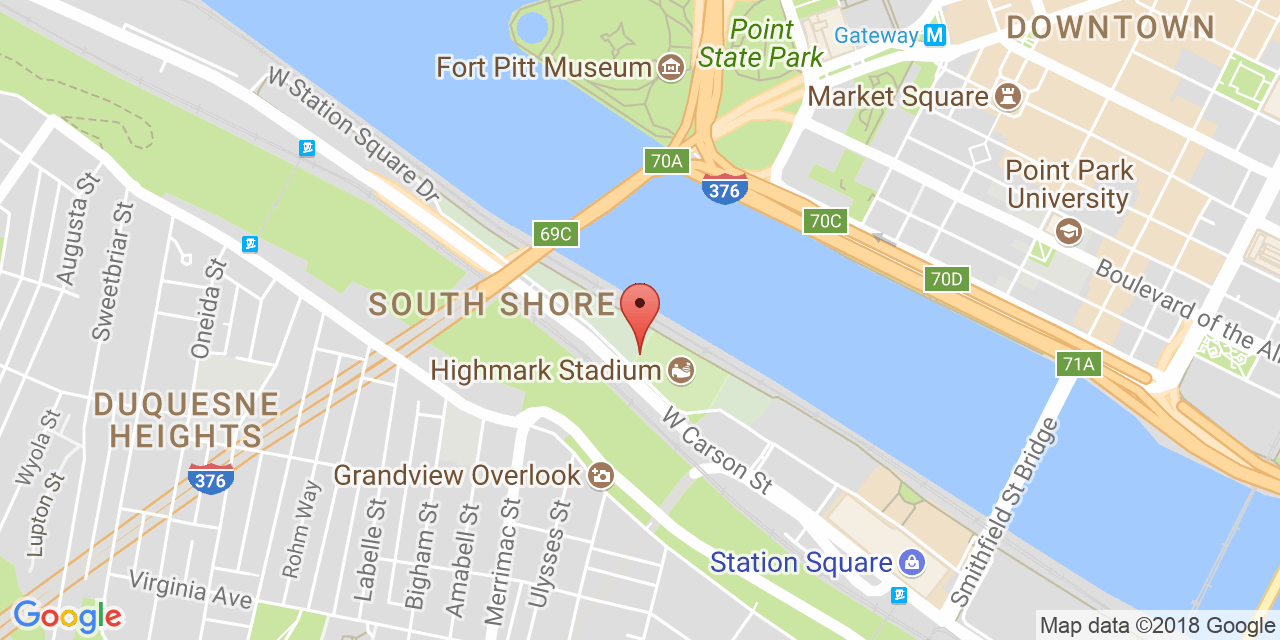 Point
State Park
Gateway M
DOWNTOWN
Fort Pitt Museum
W Station Square Dr
Market Square
70A
376
Point Park
University
70C
69C
Augusta St
Sweetbriar St
Oneida St
70D
Boulevard of the Al
SOUTH SHORE
Highmark Stadium
71A
DUQUESNE
HEIGHTS
W Carson St
Wyola St
Lupton St
376
Grandview Overlook
Smithfield St Bridge
Rohm Way
Labelle St
Bigham St
Amabell St
Merrimac St
Ulysses St
Station Square
Virginia Ave
Google
Map data ©2018 Google